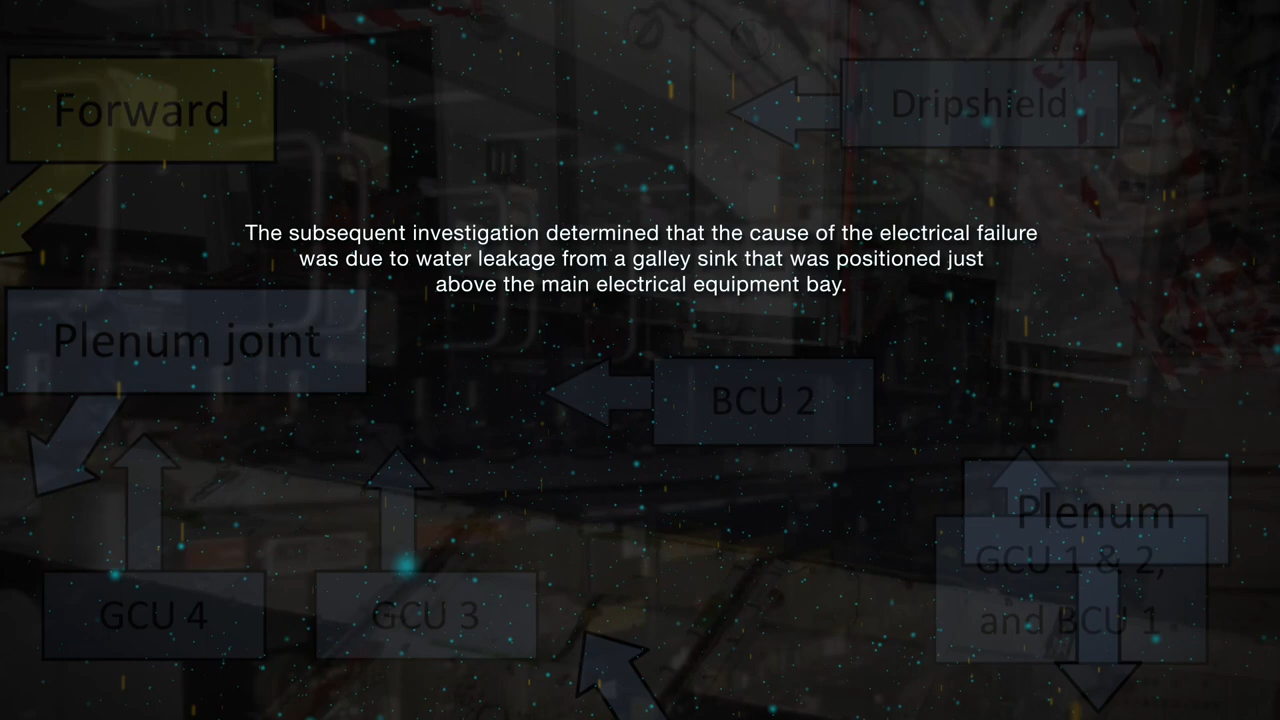 Forward
Dripshield
The subsequent investigation determined that the cause of the electrical failure
was due to water leakage from a galley sink that was positioned just
above the main electrical equipment bay.
Plenum joint
BCU 2
Plenum
GCU 1 & 2,
and BCU 1
GCU 4
GCU 3